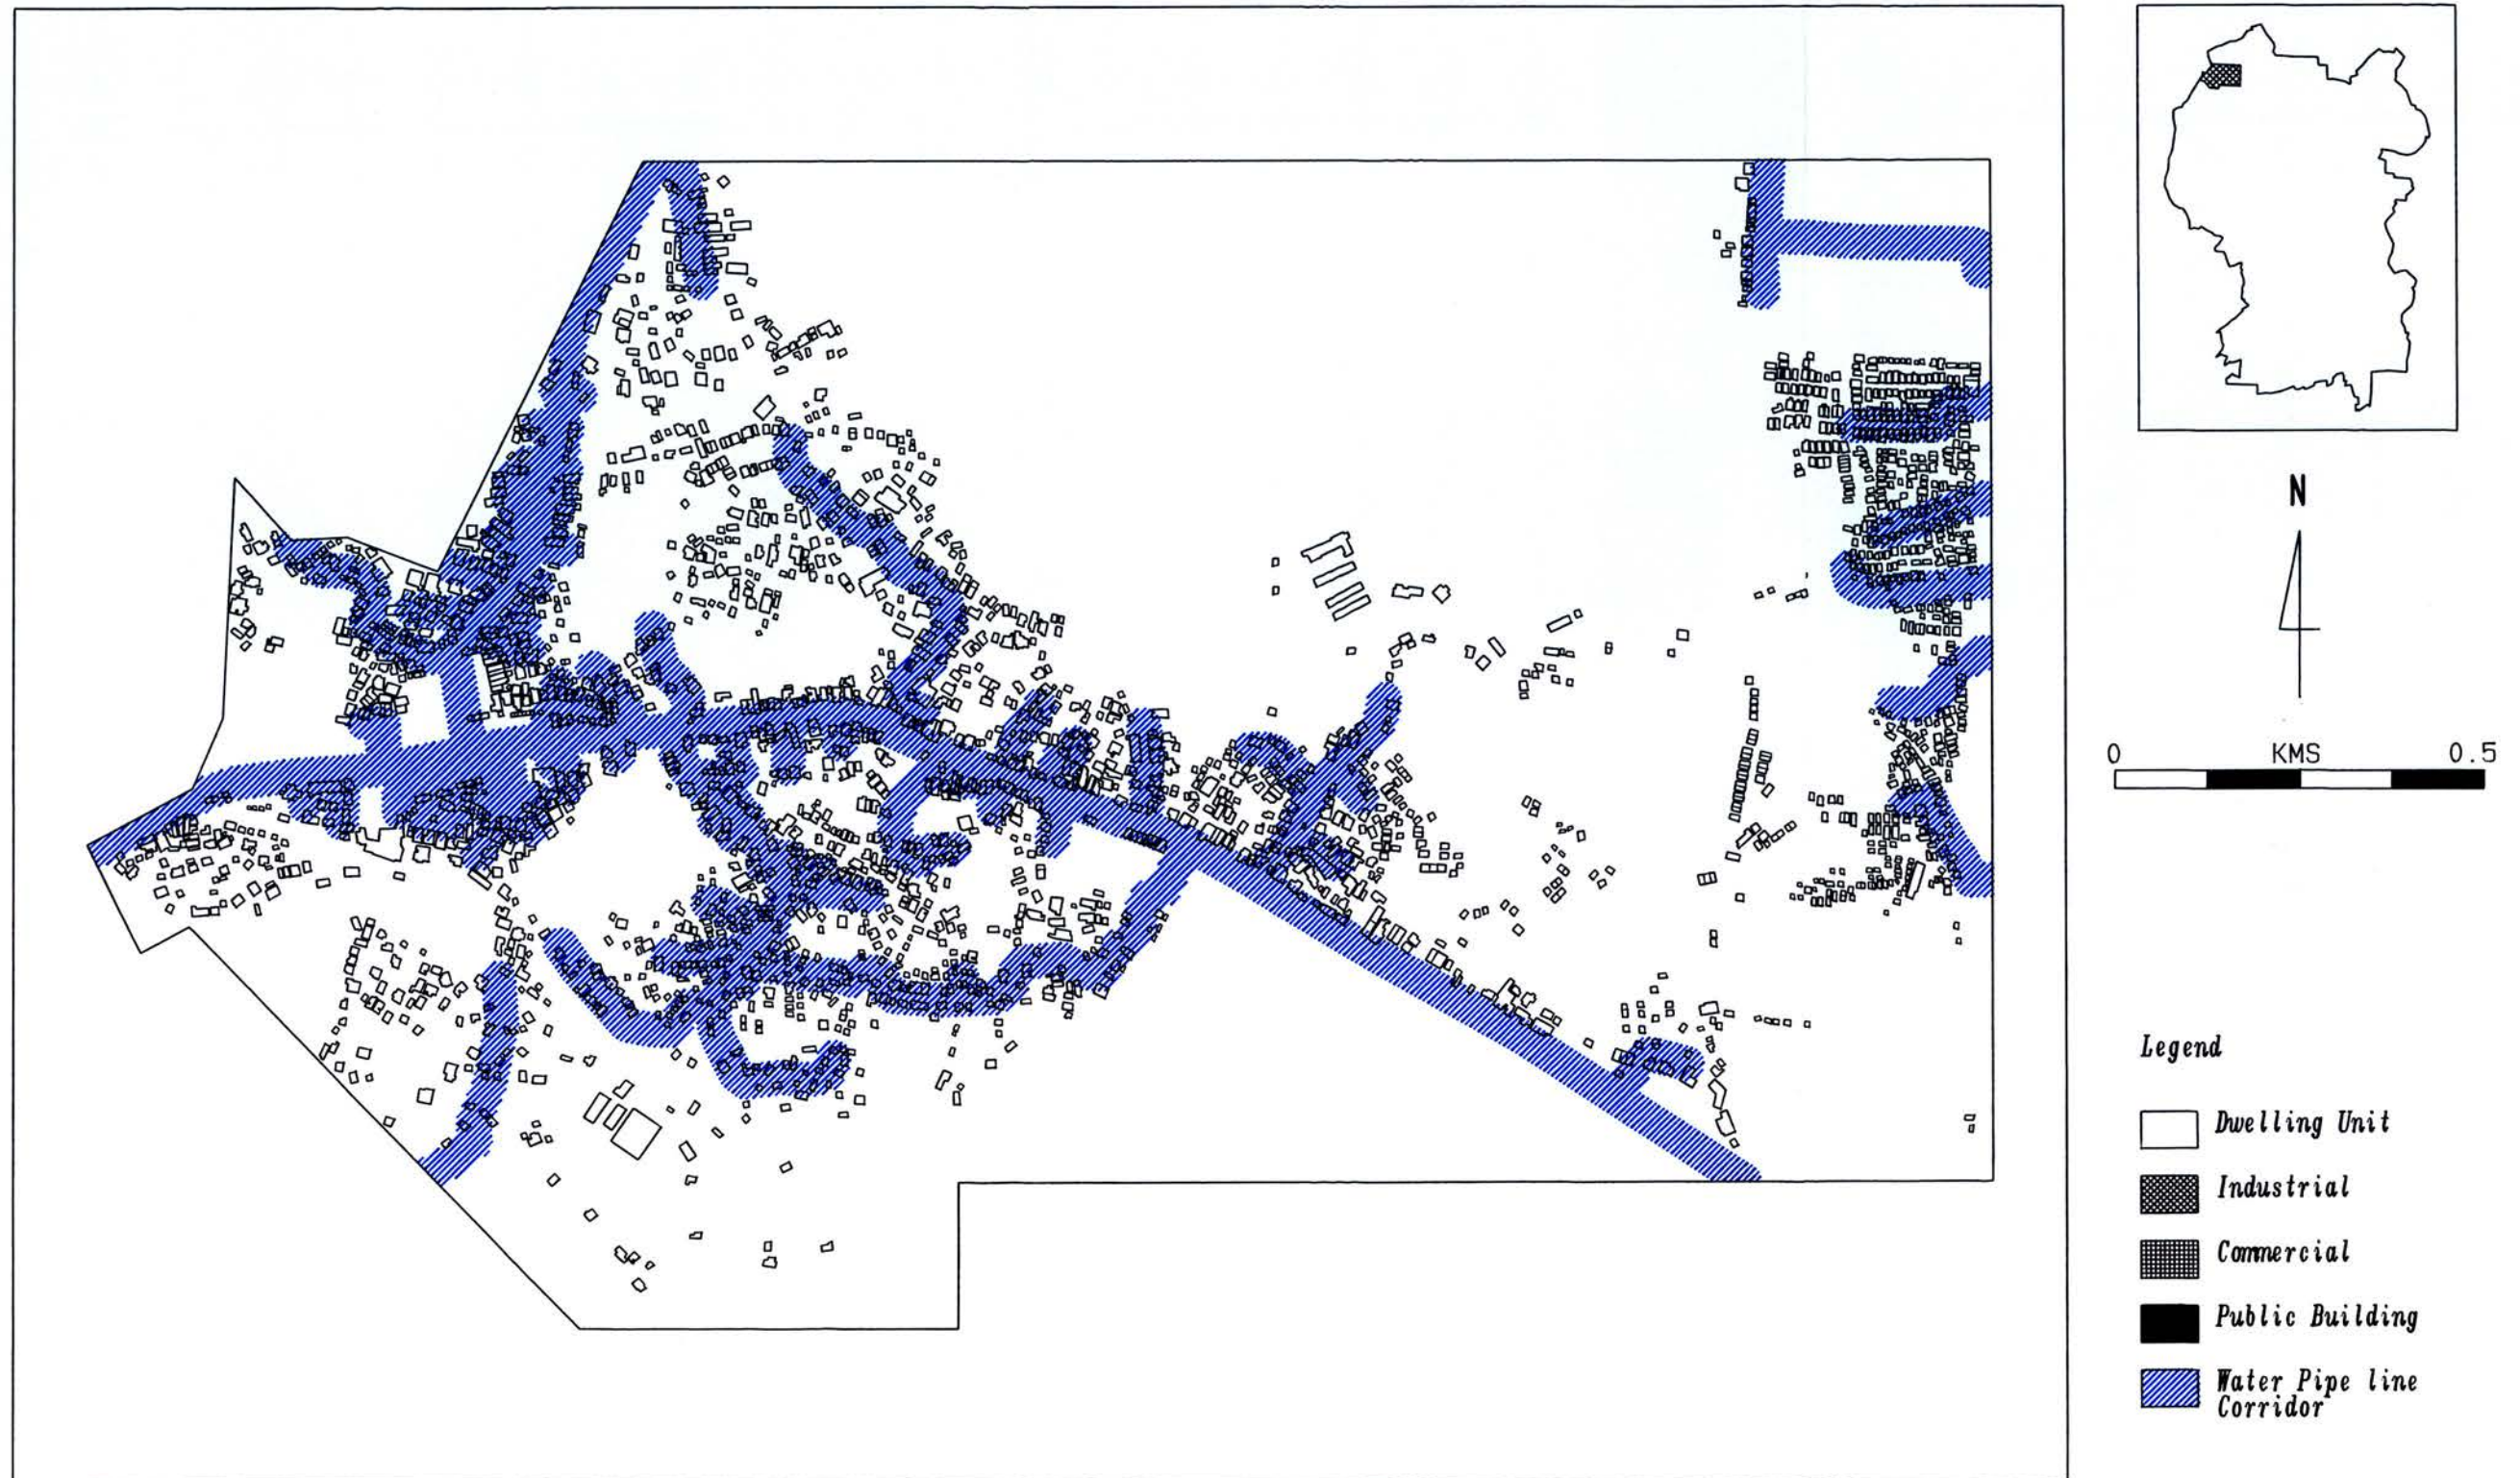 N
0 KMS 0.5
Legend
Dwelling Unit
Industrial
Commercial
Public Building
Water Pipe line
Corridor